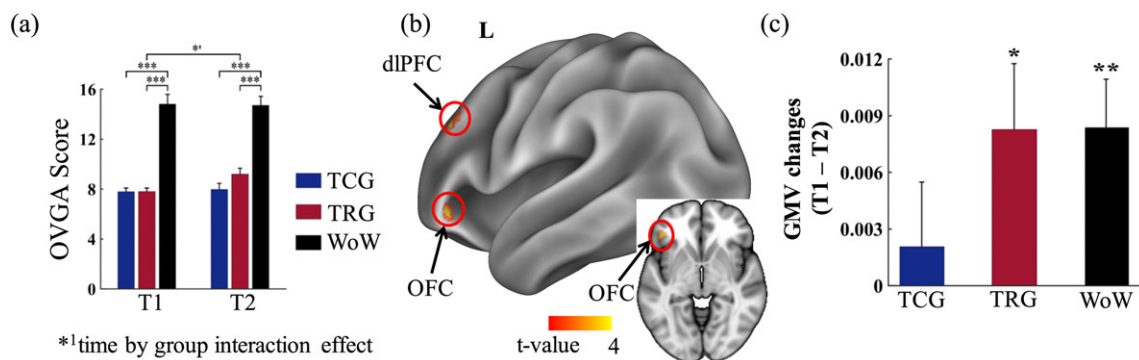 (a)
*'
***
***
***
***
16
12
8
4
0
OVGA Score
T1
T2
TCG
TRG
WoW
*1time by group interaction effect
(b)
L
dlPFC
OFC
OFC
t-value
4
(c)
GMV changes
(T1 – T2)
0.012
0.009
0.006
0.003
0
*
**
TCG
TRG
WoW